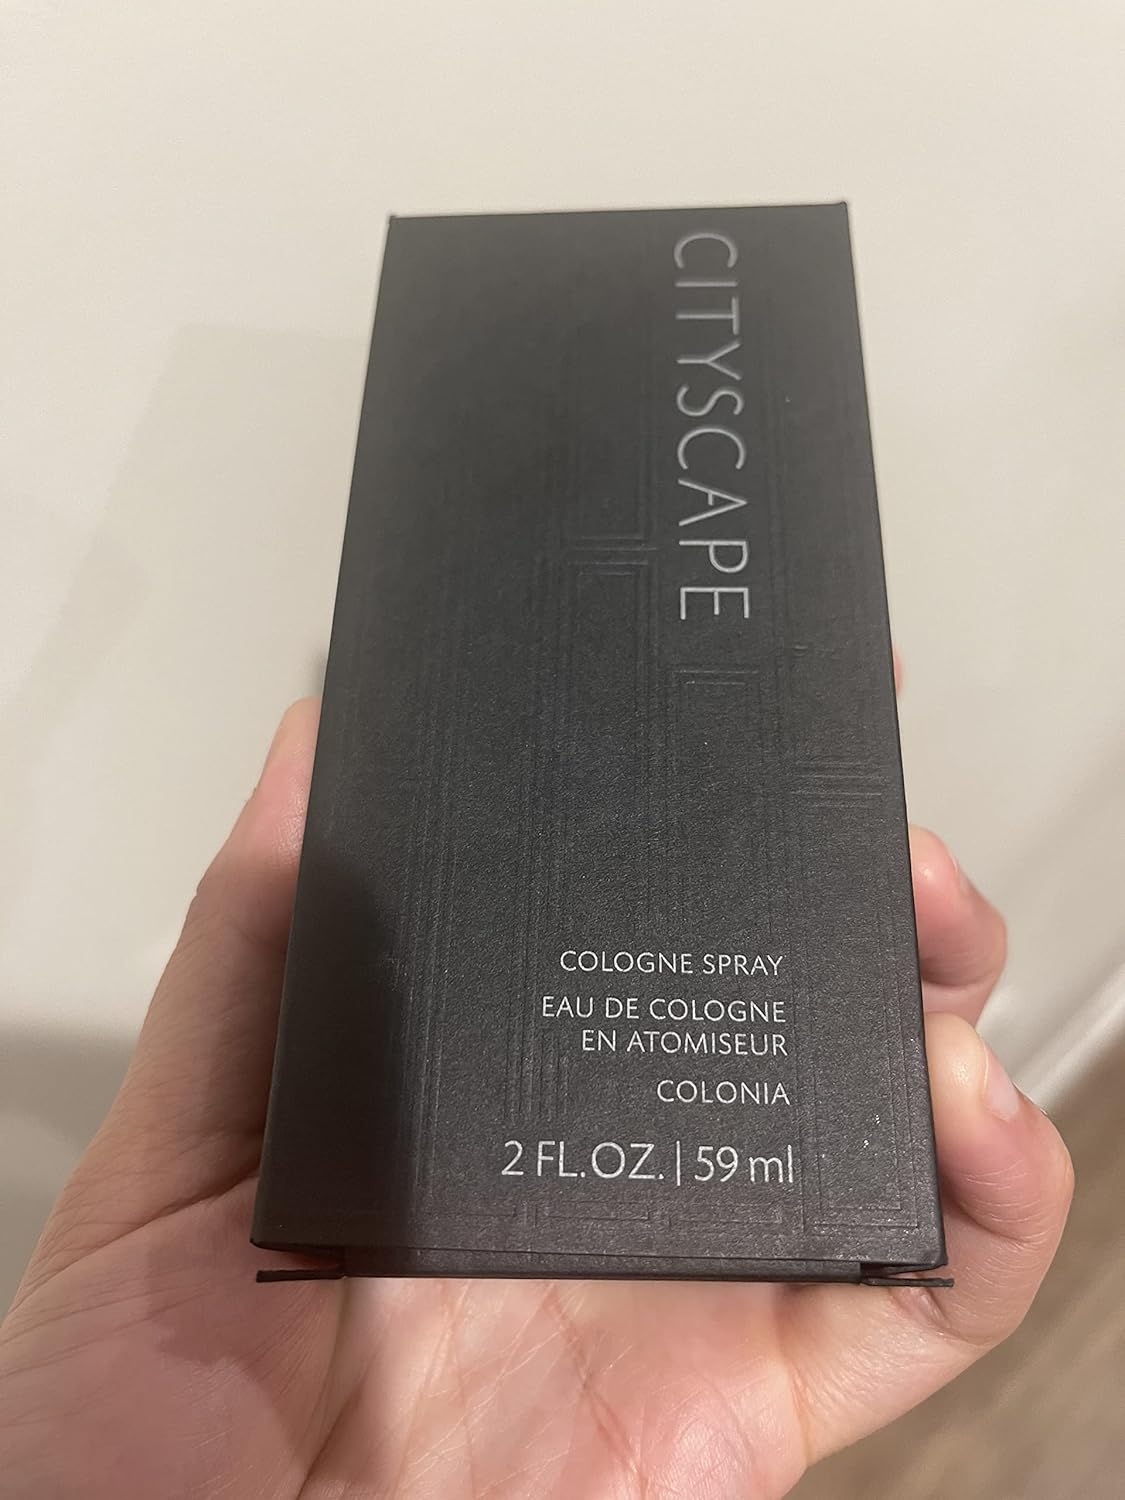 CITYSCAPE
COLOGNE SPRAY
EAU DE COLOGNE
EN ATOMISEUR
COLONIA
2 FL.OZ. | 59 ml